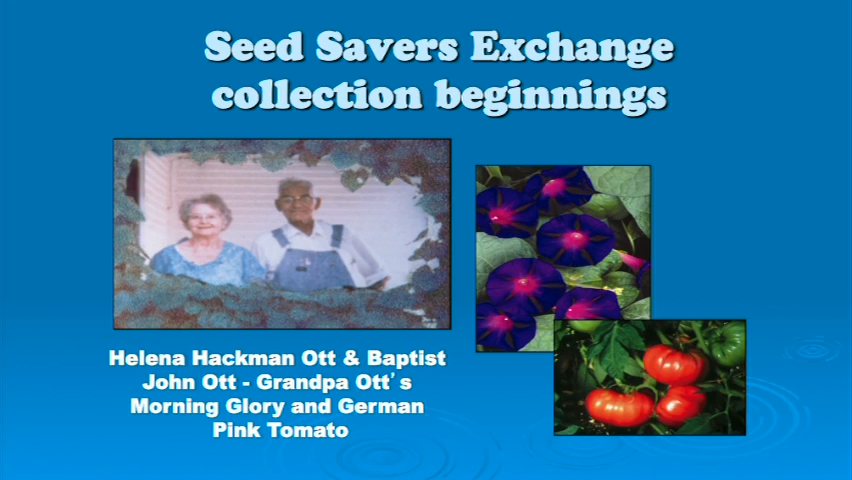 Seed Savers Exchange
collection beginnings
Helena Hackman Ott & Baptist
John Ott - Grandpa Ott’s
Morning Glory and German
Pink Tomato